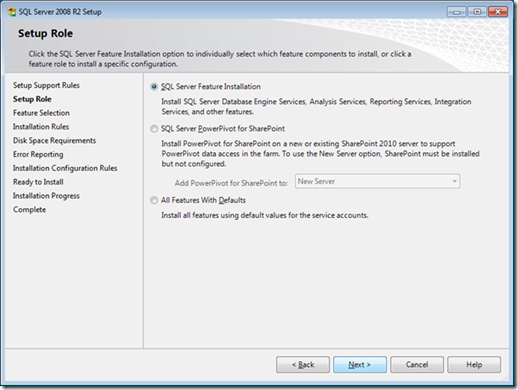 SQL Server 2008 R2 Setup
Setup Role
Click the SQL Server Feature Installation option to individually select which feature components to install, or click a
feature role to install a specific configuration.
Setup Support Rules
Setup Role
Feature Selection
Installation Rules
Disk Space Requirements
Error Reporting
Installation Configuration Rules
Ready to Install
Installation Progress
Complete
SQL Server Feature Installation
Install SQL Server Database Engine Services, Analysis Services, Reporting Services, Integration
Services, and other features.
SQL Server PowerPivot for SharePoint
Install PowerPivot for SharePoint on a new or existing SharePoint 2010 server to support
PowerPivot data access in the farm. To use the New Server option, SharePoint must be installed
but not configured.
Add PowerPivot for SharePoint to: New Server
All Features With Defaults
Install all features using default values for the service accounts.
< Back Next > Cancel Help